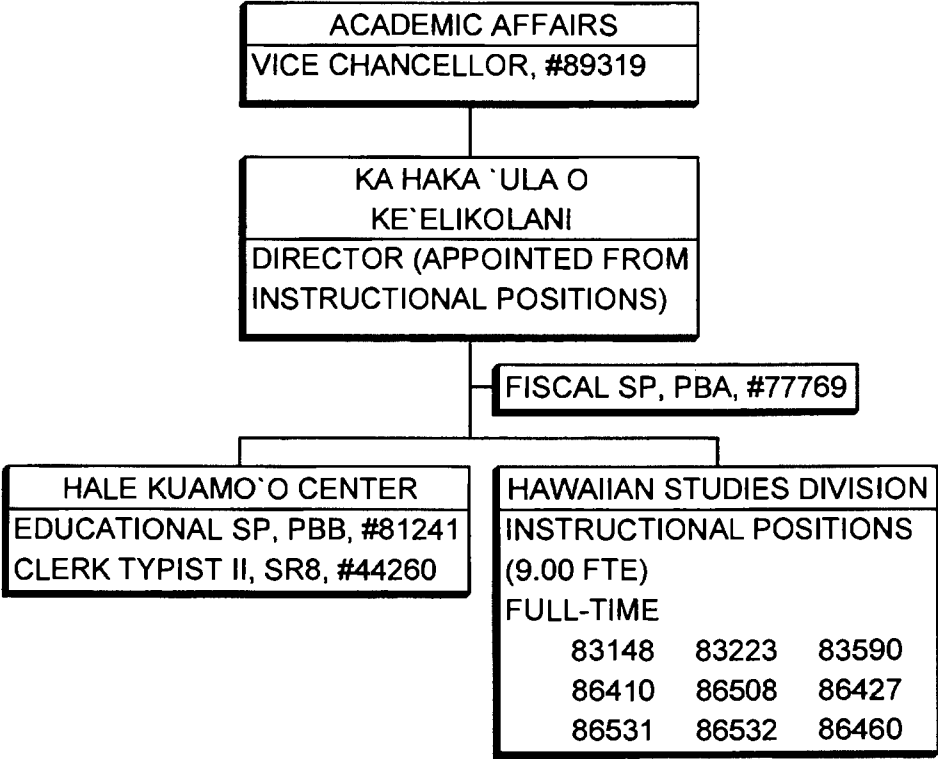 ACADEMIC AFFAIRS
VICE CHANCELLOR, #89319
KA HAKA `ULA O
KE`ELIKOLANI
DIRECTOR (APPOINTED FROM
INSTRUCTIONAL POSITIONS)
FISCAL SP, PBA, #77769
HALE KUAMO`O CENTER
EDUCATIONAL SP, PBB, #81241
CLERK TYPIST II, SR8, #44260
HAWAIIAN STUDIES DIVISION
INSTRUCTIONAL POSITIONS
(9.00 FTE)
FULL-TIME
83148 83223 83590
86410 86508 86427
86531 86532 86460